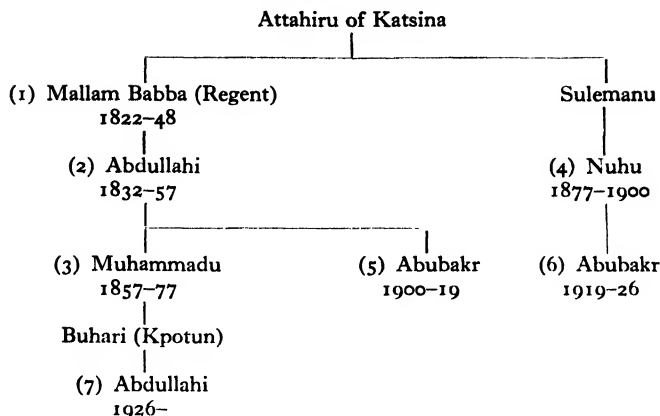 Attahiru of Katsina
(1) Mallam Babba (Regent) Sulemanu
1822–48
(2) Abdullahi (4) Nuhu
1832–57 1877–1900
(3) Muhammadu (5) Abubakr (6) Abubakr
1857–77 1900–19 1919–26
Buhari (Kpotun)
(7) Abdullahi
1926–